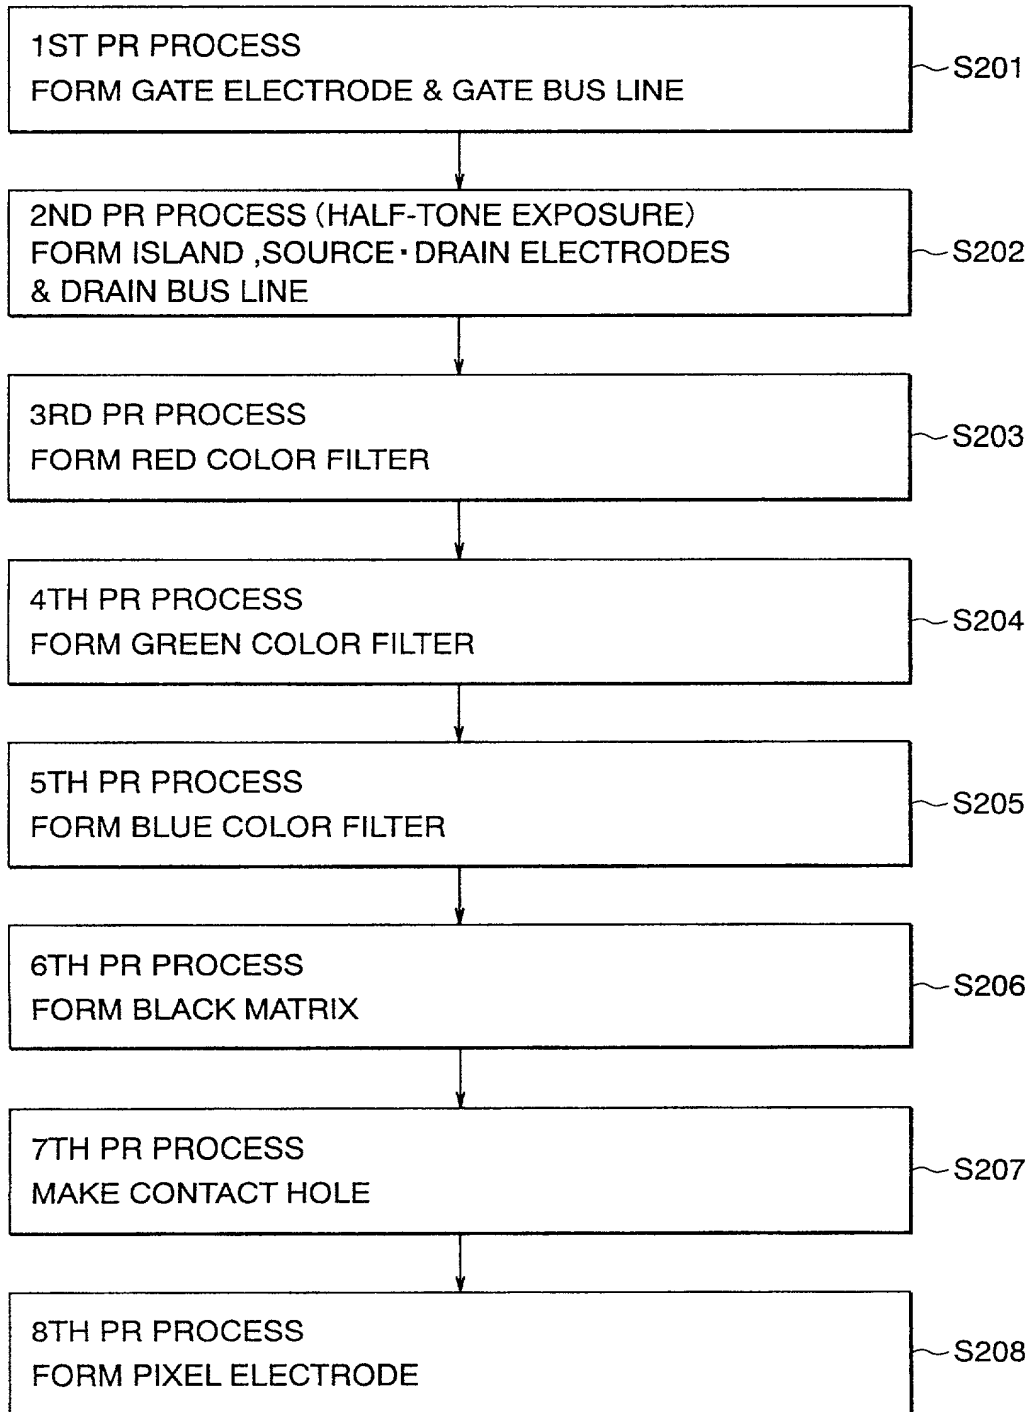 1ST PR PROCESS
FORM GATE ELECTRODE & GATE BUS LINE
S201
2ND PR PROCESS (HALF-TONE EXPOSURE)
FORM ISLAND ,SOURCE・DRAIN ELECTRODES
& DRAIN BUS LINE
S202
3RD PR PROCESS
FORM RED COLOR FILTER
S203
4TH PR PROCESS
FORM GREEN COLOR FILTER
S204
5TH PR PROCESS
FORM BLUE COLOR FILTER
S205
6TH PR PROCESS
FORM BLACK MATRIX
S206
7TH PR PROCESS
MAKE CONTACT HOLE
S207
8TH PR PROCESS
FORM PIXEL ELECTRODE
S208